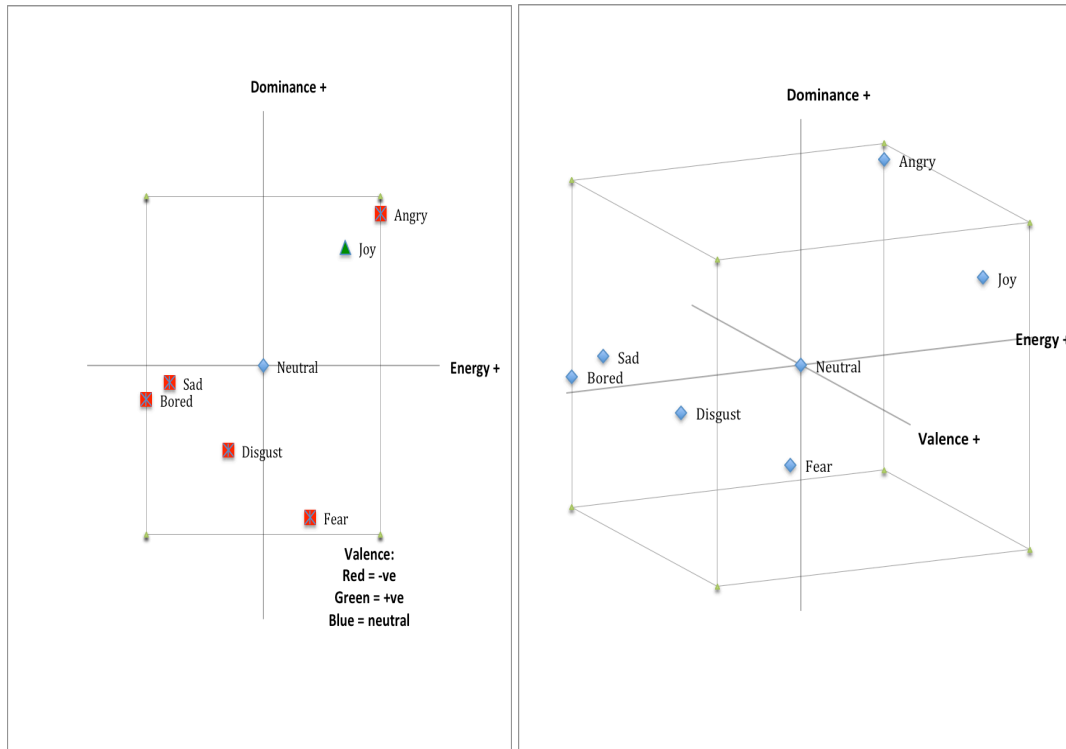 Dominance +
Angry
Joy
Neutral
Energy +
Sad
Bored
Disgust
Fear
Valence:
Red = -ve
Green = +ve
Blue = neutral
Dominance +
Angry
Joy
Energy +
Sad
Neutral
Bored
Disgust
Valence +
Fear